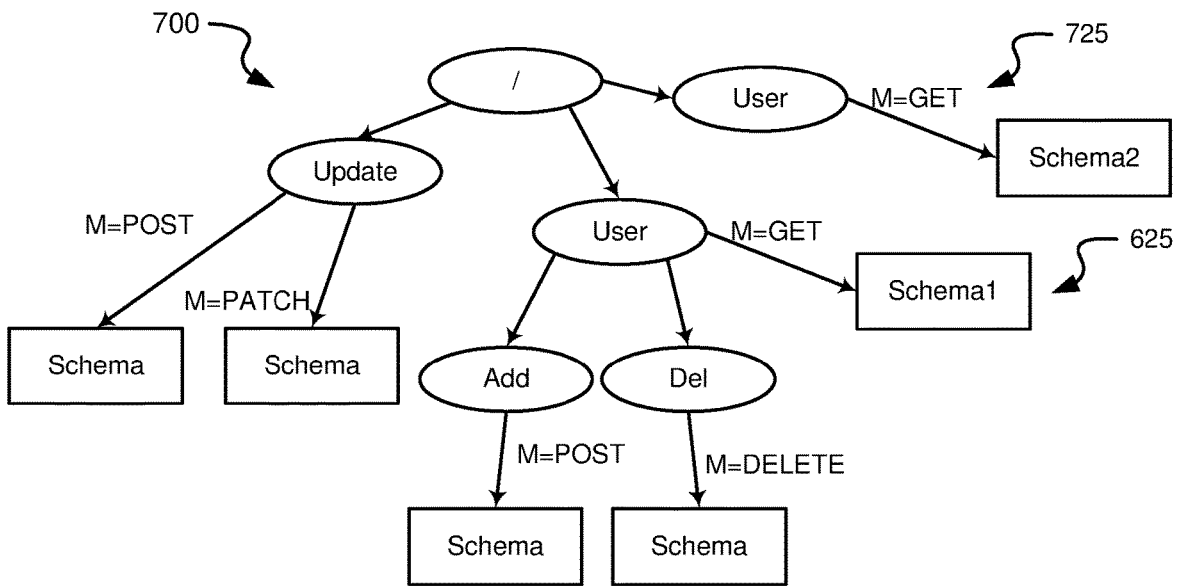 700
725
/
User
M=GET
Update
Schema2
M=POST
User
M=GET
625
Schema1
M=PATCH
Schema
Schema
Add
Del
M=POST
M=DELETE
Schema
Schema